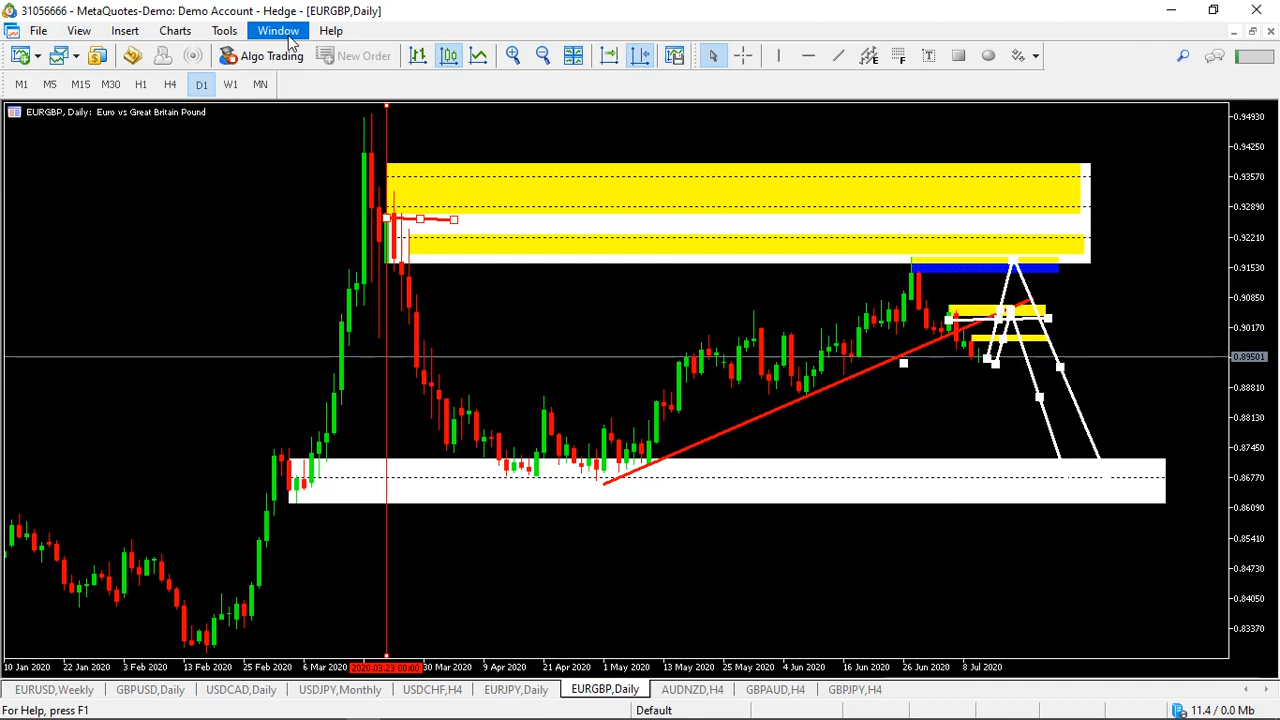 31056666 - MetaQuotes-Demo: Demo Account - Hedge - [EURGBP,Daily]
File View Insert Charts Tools Window Help
Algo Trading New Order
M1 M5 M15 M30 H1 H4 D1 W1 MN
EURGBP, Daily: Euro vs Great Britain Pound
0.94930
0.94250
0.93570
0.92890
0.92210
0.91530
0.90850
0.90170
0.89501
0.88810
0.88130
0.87450
0.86770
0.86090
0.85410
0.84730
0.84050
0.83370
10 Jan 2020 22 Jan 2020 3 Feb 2020 13 Feb 2020 25 Feb 2020 6 Mar 2020 2020.03.23 00:00 30 Mar 2020 9 Apr 2020 21 Apr 2020 1 May 2020 13 May 2020 25 May 2020 4 Jun 2020 16 Jun 2020 26 Jun 2020 8 Jul 2020
EURUSD,Weekly GBPUSD,Daily USDCAD,Daily USDJPY,Monthly USDCHF,H4 EURJPY,Daily EURGBP,Daily AUDNZD,H4 GBPAUD,H4 GBPJPY,H4
For Help, press F1 Default 11.4 / 0.0 Mb